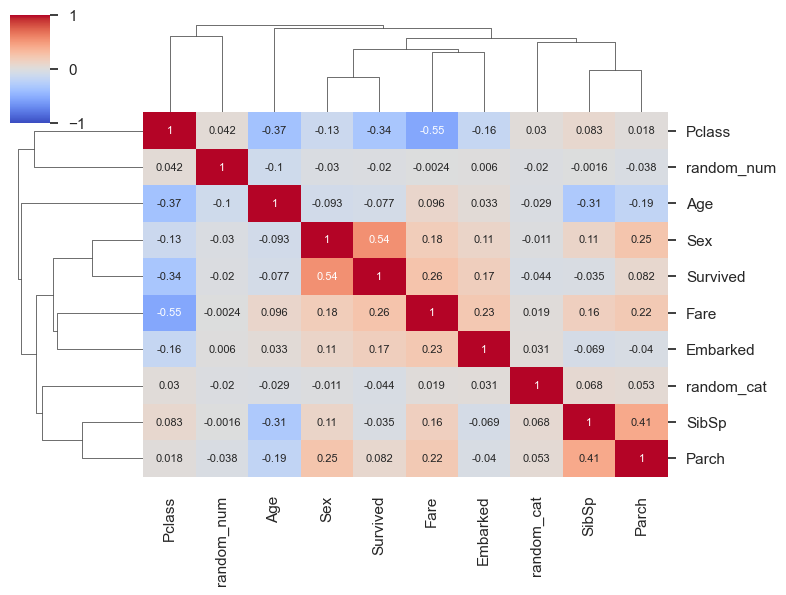 1
0
−1
1 0.042 -0.37 -0.13 -0.34 -0.55 -0.16 0.03 0.083 0.018 Pclass
0.042 1 -0.1 -0.03 -0.02 -0.0024 0.006 -0.02 -0.0016 -0.038 random_num
-0.37 -0.1 1 -0.093 -0.077 0.096 0.033 -0.029 -0.31 -0.19 Age
-0.13 -0.03 -0.093 1 0.54 0.18 0.11 -0.011 0.11 0.25 Sex
-0.34 -0.02 -0.077 0.54 1 0.26 0.17 -0.044 -0.035 0.082 Survived
-0.55 -0.0024 0.096 0.18 0.26 1 0.23 0.019 0.16 0.22 Fare
-0.16 0.006 0.033 0.11 0.17 0.23 1 0.031 -0.069 -0.04 Embarked
0.03 -0.02 -0.029 -0.011 -0.044 0.019 0.031 1 0.068 0.053 random_cat
0.083 -0.0016 -0.31 0.11 -0.035 0.16 -0.069 0.068 1 0.41 SibSp
0.018 -0.038 -0.19 0.25 0.082 0.22 -0.04 0.053 0.41 1 Parch
Pclass
random_num
Age
Sex
Survived
Fare
Embarked
random_cat
SibSp
Parch